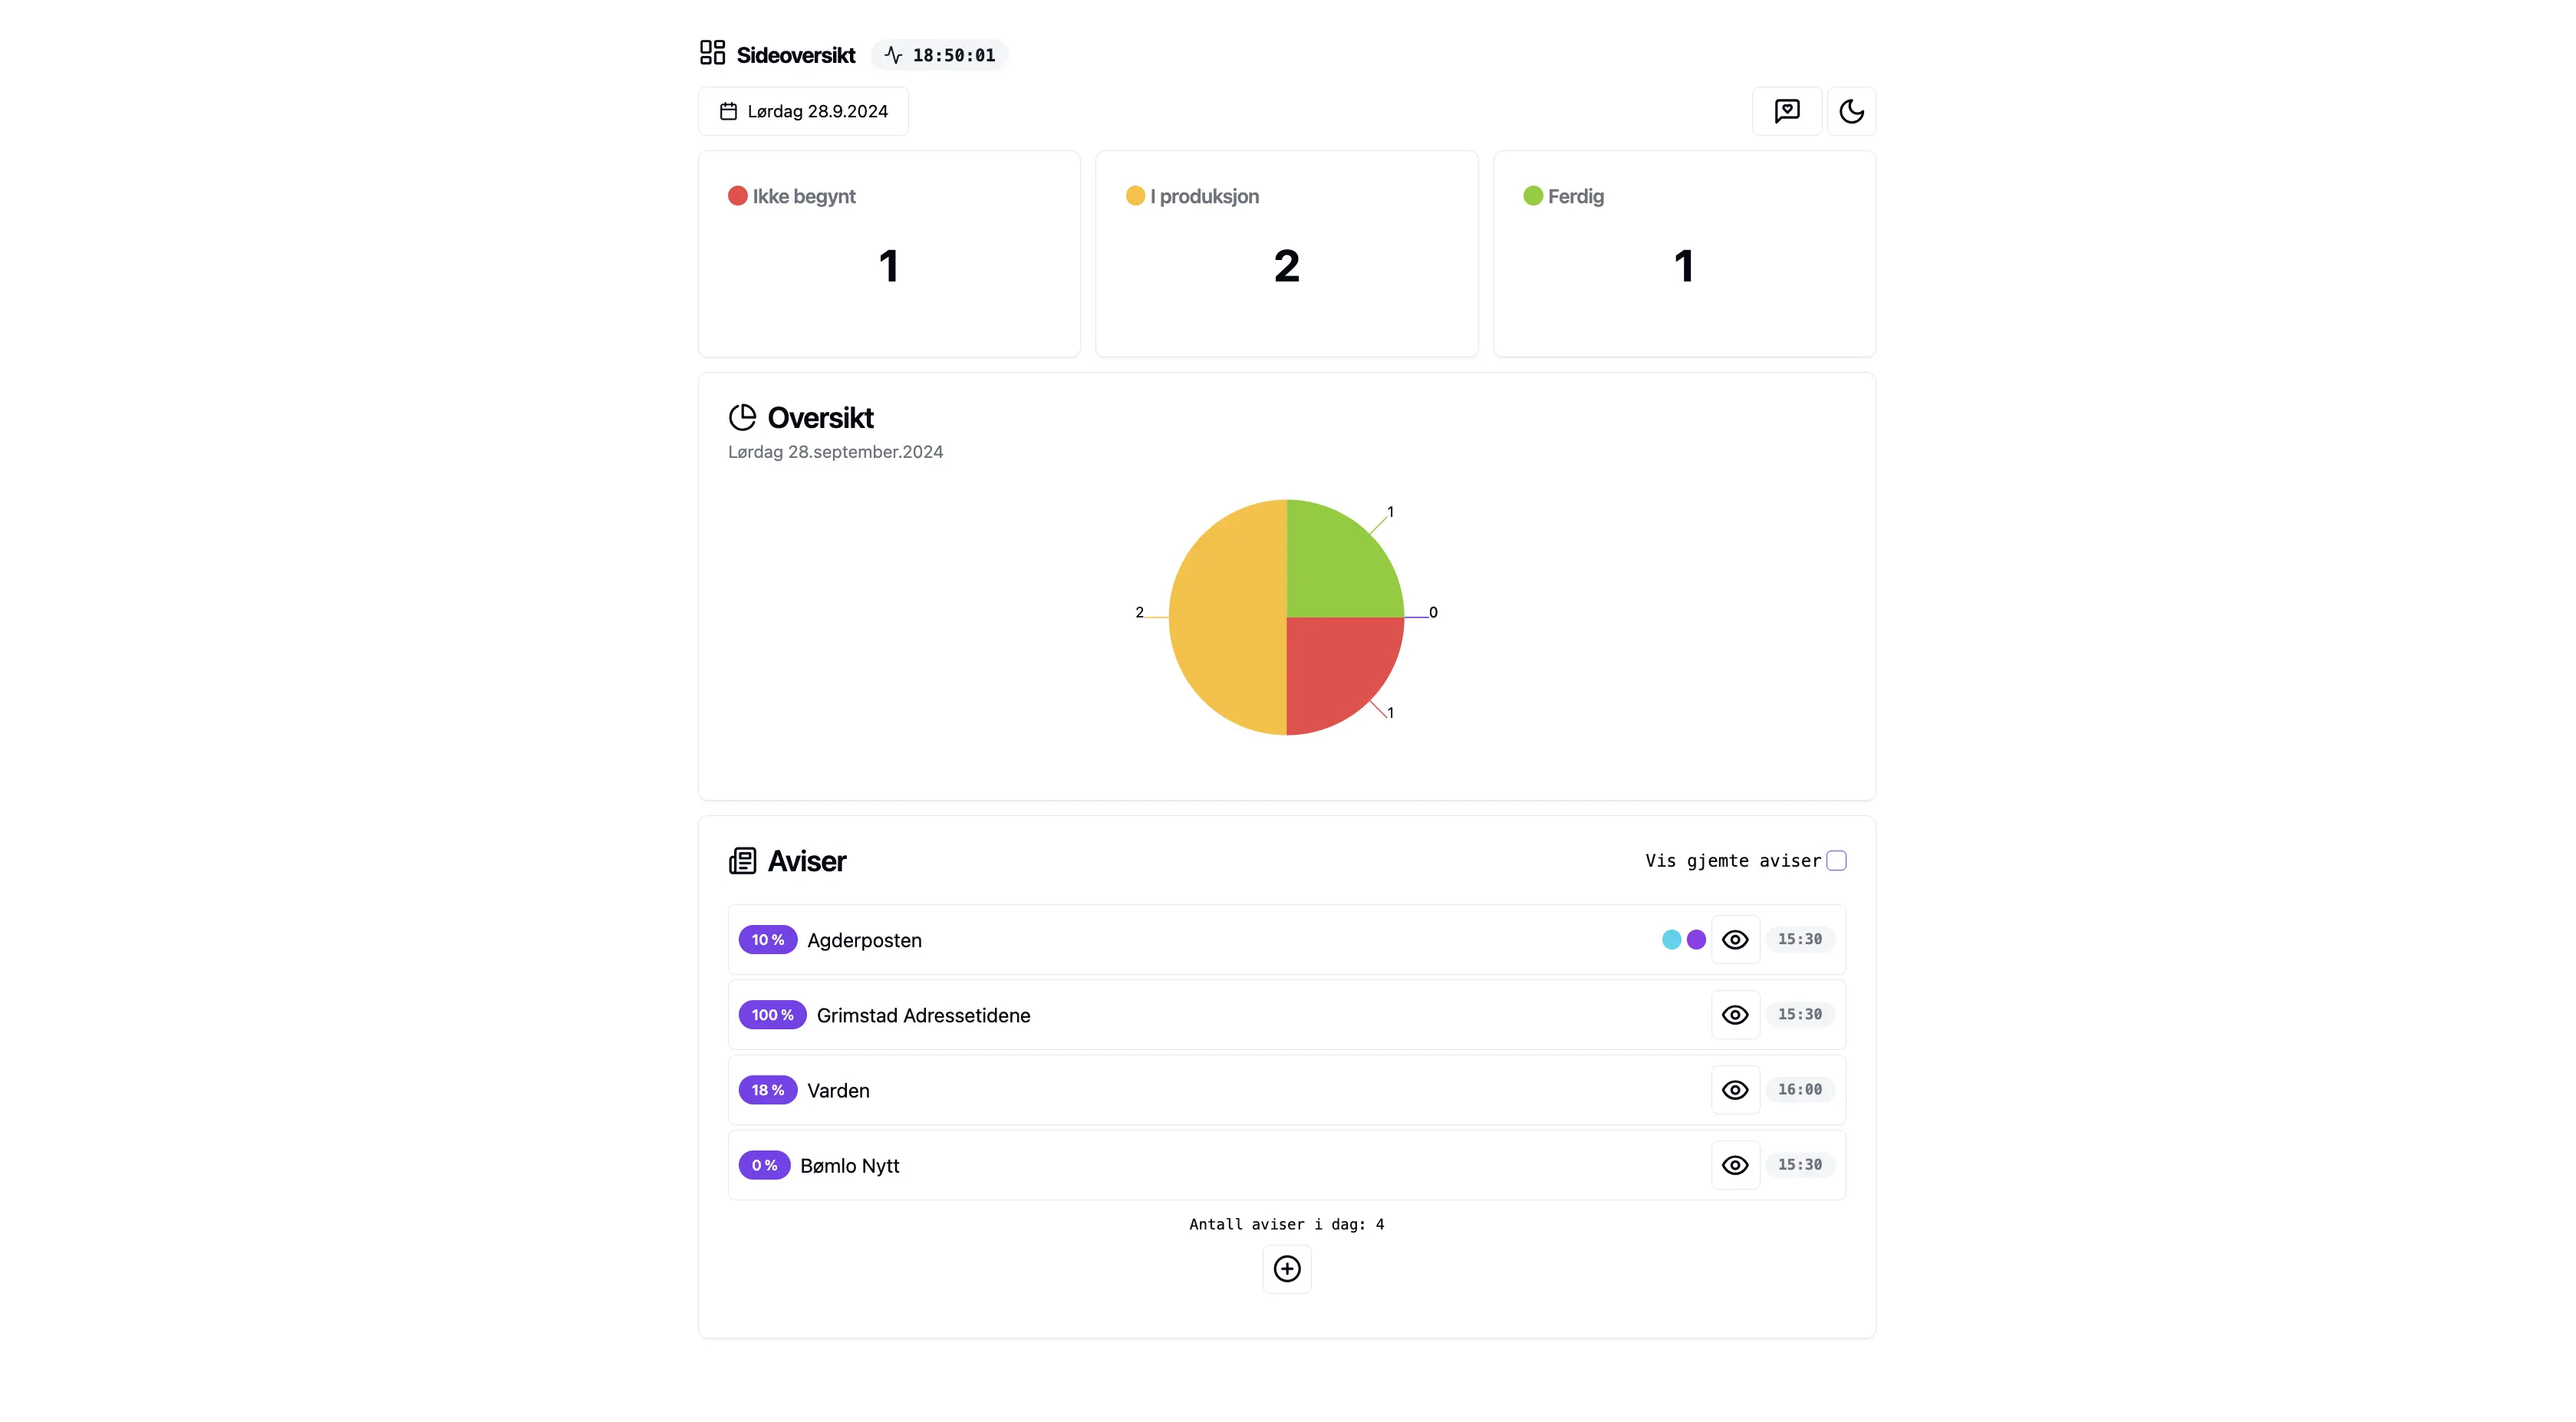 Sideoversikt 18:50:01
Lørdag 28.9.2024
Ikke begynt
1
I produksjon
2
Ferdig
1
Oversikt
Lørdag 28.september.2024
1
2
0
1
Aviser
Vis gjemte aviser
10 % Agderposten 15:30
100 % Grimstad Adressetidene 15:30
18 % Varden 16:00
0 % Bømlo Nytt 15:30
Antall aviser i dag: 4